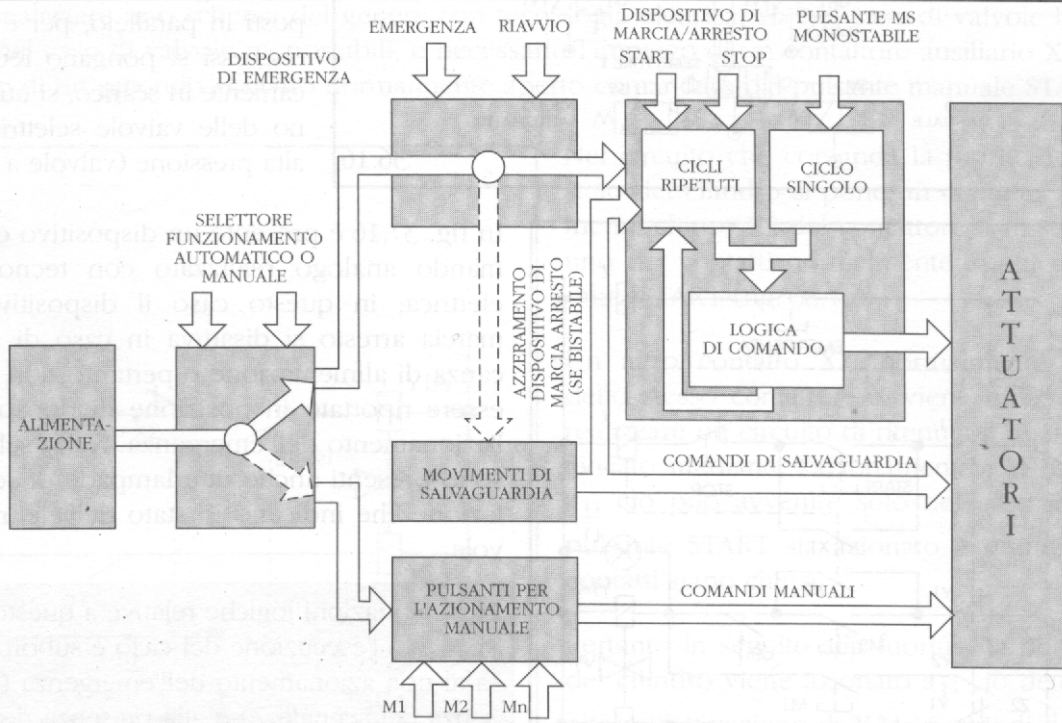 EMERGENZA
RIAVVIO
DISPOSITIVO DI
MARCIA/ARRESTO
START
STOP
PULSANTE MS
MONOSTABILE
DISPOSITIVO
DI EMERGENZA
CICLI
RIPETUTI
CICLO
SINGOLO
SELETTORE
FUNZIONAMENTO
AUTOMATICO O
MANUALE
AZZERAMENTO
DISPOSITIVO DI
MARCIA ARRESTO
(SE BISTABILE)
LOGICA
DI COMANDO
ATTUATORI
ALIMENTA-
ZIONE
MOVIMENTI DI
SALVAGUARDIA
COMANDI DI SALVAGUARDIA
PULSANTI PER
L'AZIONAMENTO
MANUALE
COMANDI MANUALI
M1
M2
Mn